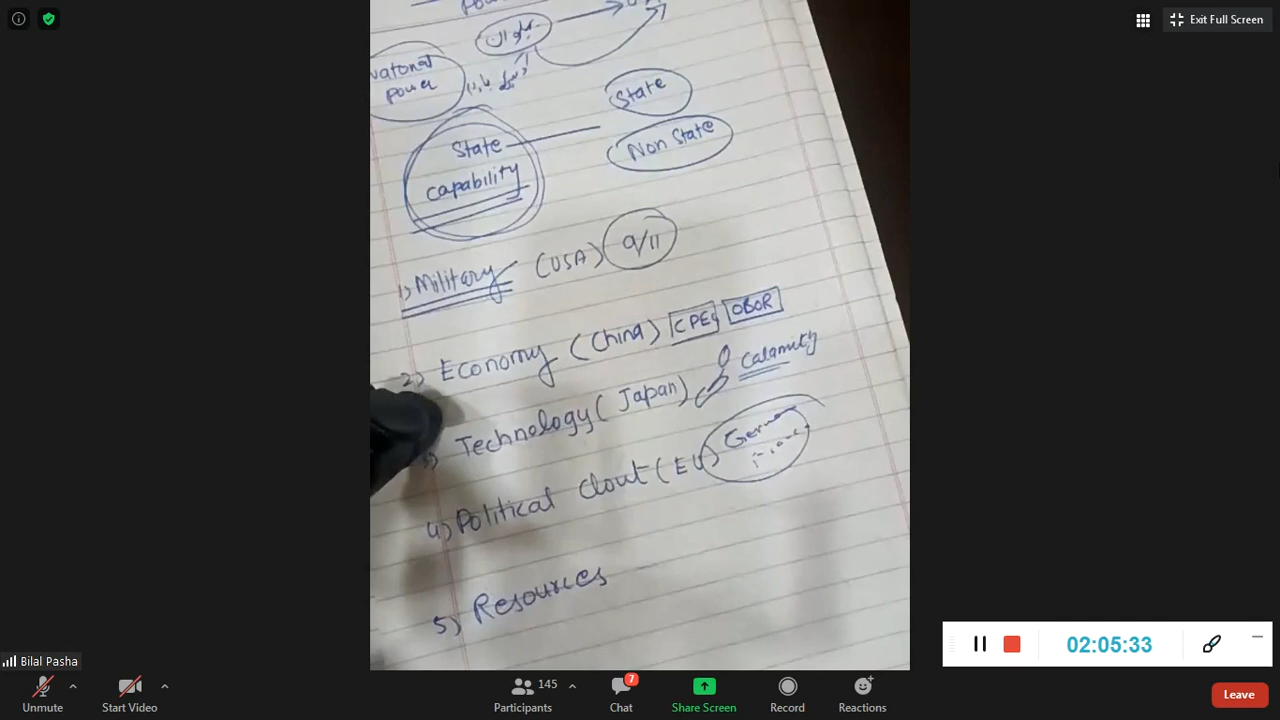 Exit Full Screen
national
power
State
Non State
State
capability
1) Military (USA) 9/11
2) Economy (China) CPEC OBOR
3) Technology (Japan) Calamity
4) Political Clout (EU) Germany
5) Resources
Bilal Pasha
02:05:33
Unmute
Start Video
145
Participants
7
Chat
Share Screen
Record
Reactions
Leave